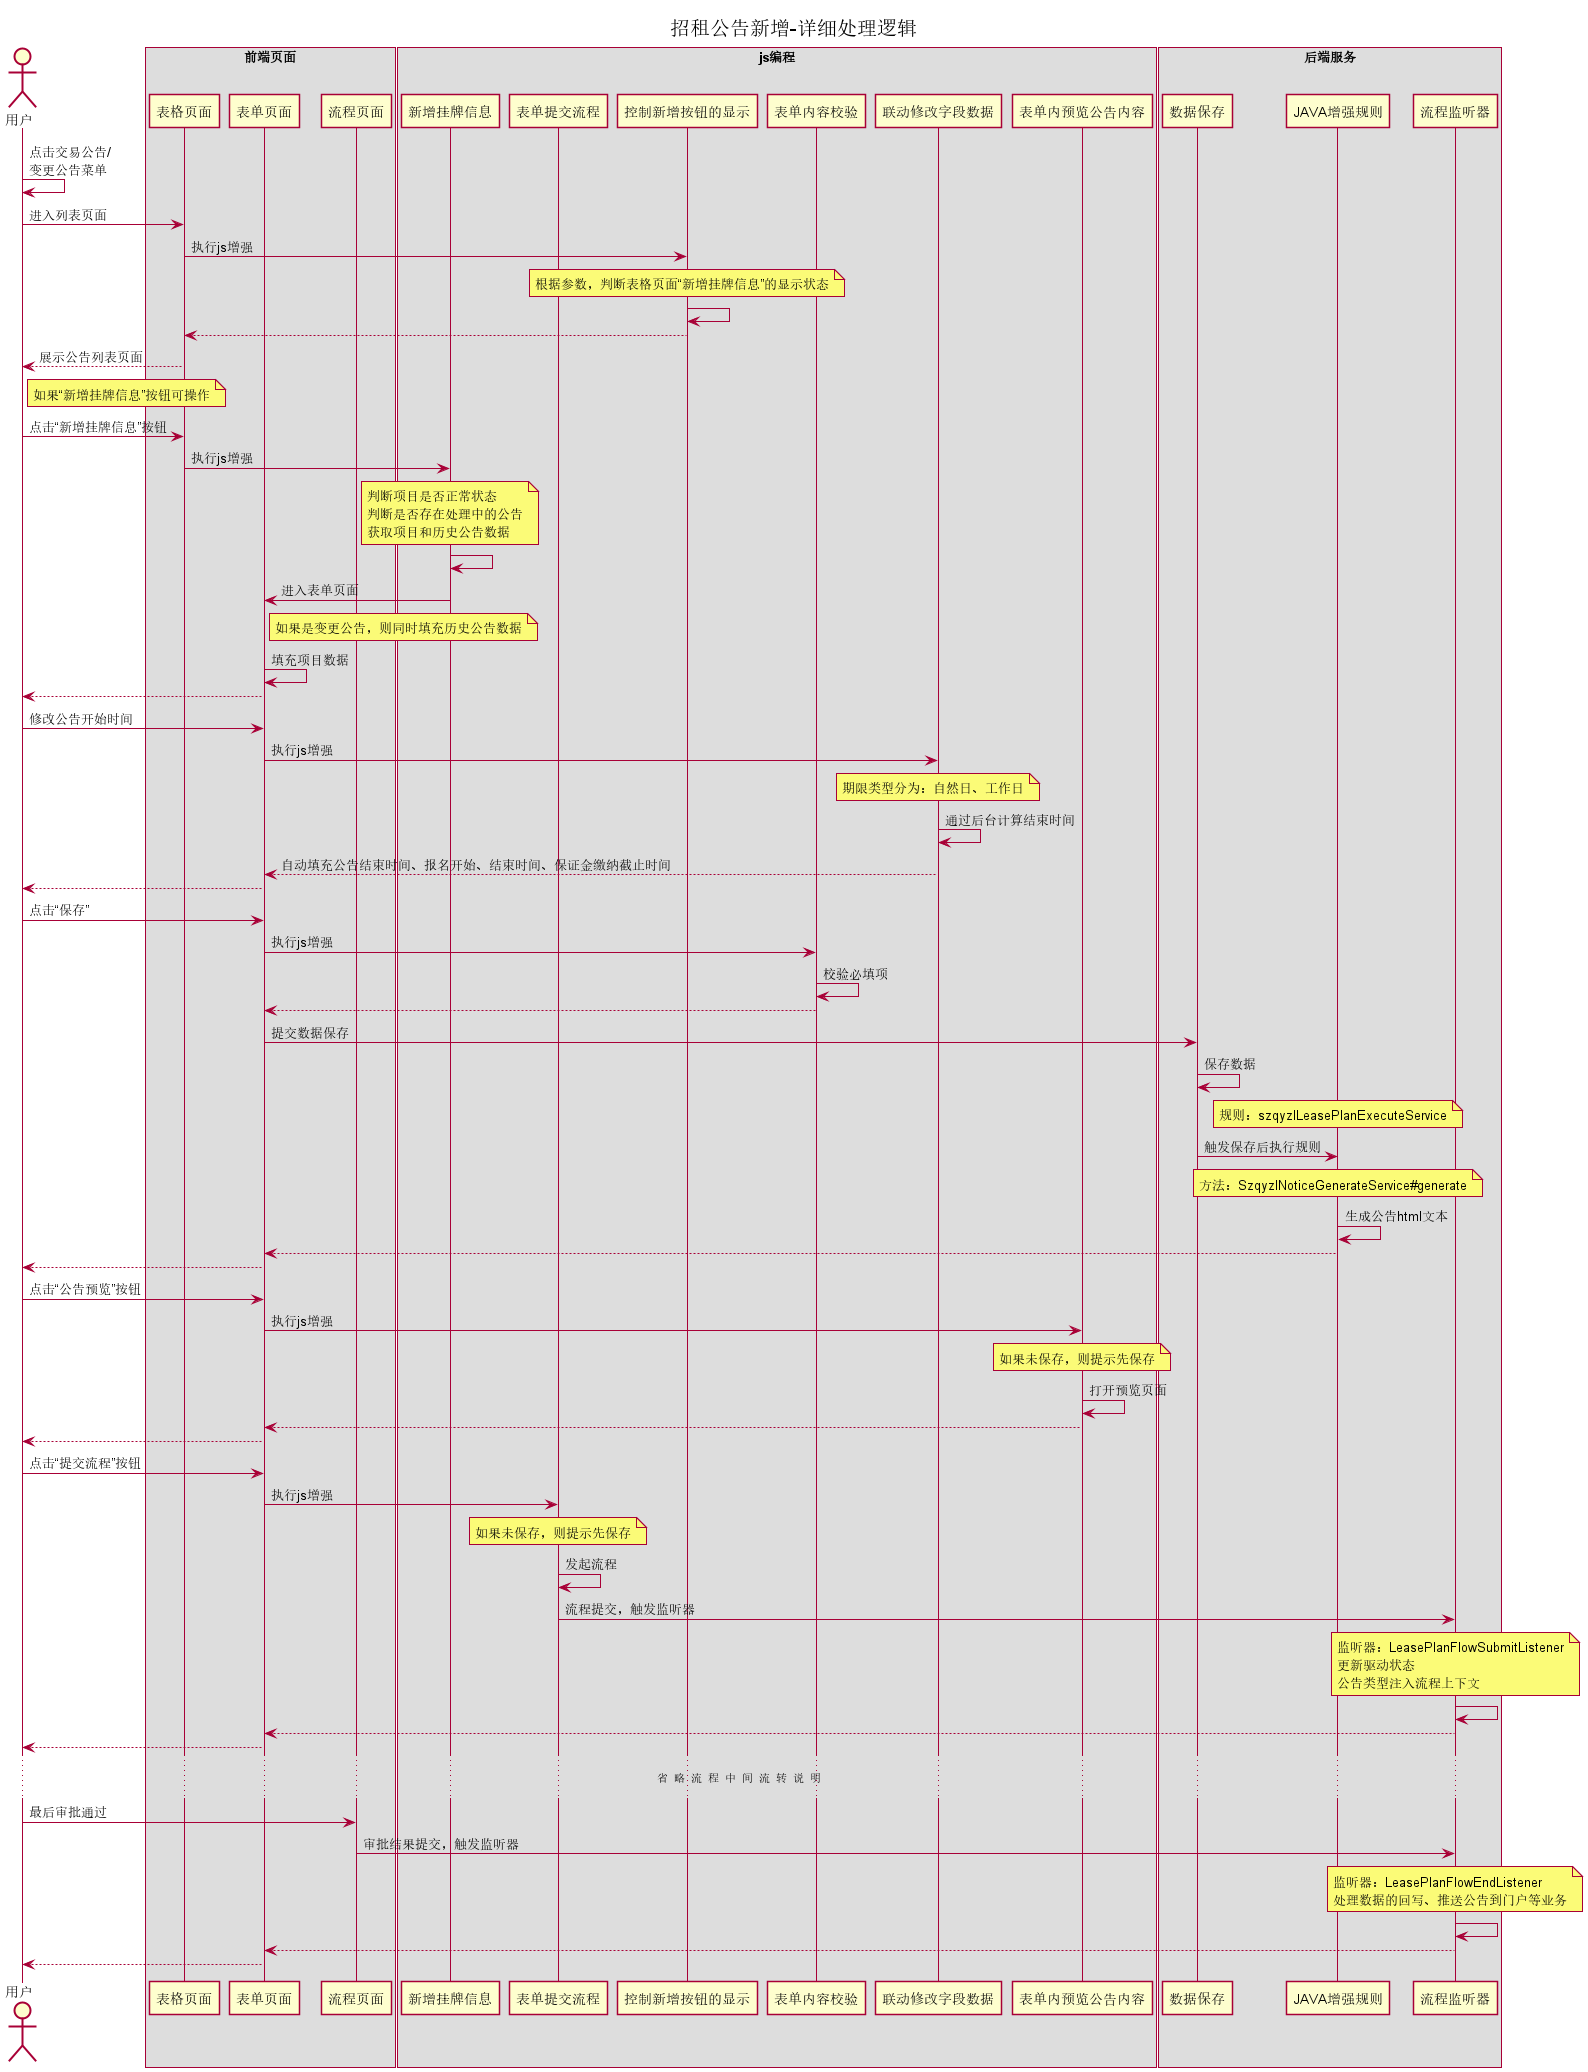 招租公告新增-详细处理逻辑
前端页面
js编程
后端服务
用户
表格页面
表单页面
流程页面
新增挂牌信息
表单提交流程
控制新增按钮的显示
表单内容校验
联动修改字段数据
表单内预览公告内容
数据保存
JAVA增强规则
流程监听器
点击交易公告/
变更公告菜单
进入列表页面
执行js增强
根据参数，判断表格页面“新增挂牌信息”的显示状态
展示公告列表页面
如果“新增挂牌信息”按钮可操作
点击“新增挂牌信息”按钮
执行js增强
判断项目是否正常状态
判断是否存在处理中的公告
获取项目和历史公告数据
进入表单页面
如果是变更公告，则同时填充历史公告数据
填充项目数据
修改公告开始时间
执行js增强
期限类型分为：自然日、工作日
通过后台计算结束时间
自动填充公告结束时间、报名开始、结束时间、保证金缴纳截止时间
点击“保存”
执行js增强
校验必填项
提交数据保存
保存数据
规则：szqyzlLeasePlanExecuteService
触发保存后执行规则
方法：SzqyzlNoticeGenerateService#generate
生成公告html文本
点击“公告预览”按钮
执行js增强
如果未保存，则提示先保存
打开预览页面
点击“提交流程”按钮
执行js增强
如果未保存，则提示先保存
发起流程
流程提交，触发监听器
监听器：LeasePlanFlowSubmitListener
更新驱动状态
公告类型注入流程上下文
省略流程中间流转说明
最后审批通过
审批结果提交，触发监听器
监听器：LeasePlanFlowEndListener
处理数据的回写、推送公告到门户等业务
用户
表格页面
表单页面
流程页面
新增挂牌信息
表单提交流程
控制新增按钮的显示
表单内容校验
联动修改字段数据
表单内预览公告内容
数据保存
JAVA增强规则
流程监听器